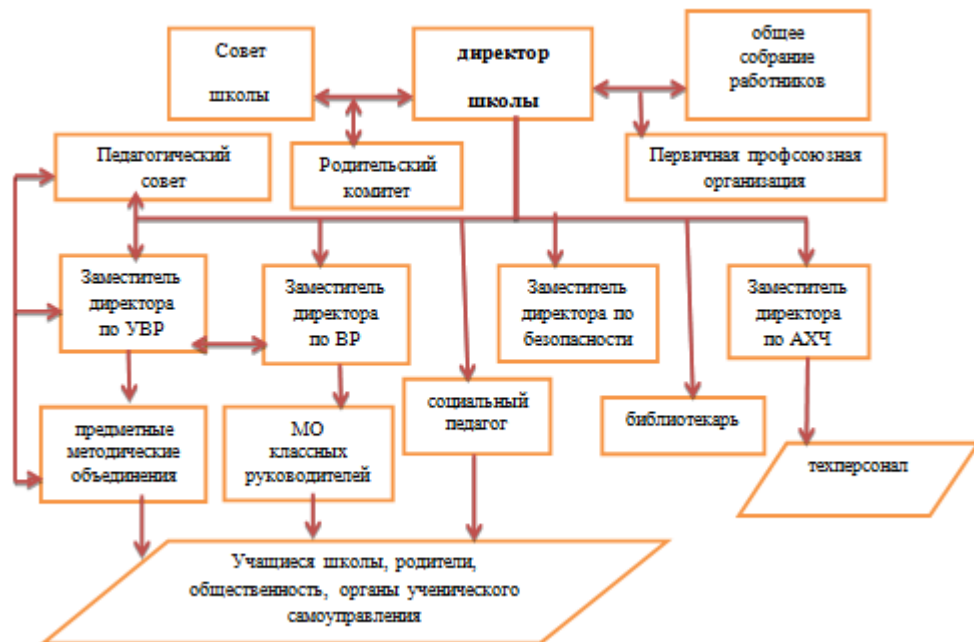 Совет
школы
директор
школы
общее
собрание
работников
Педагогический
совет
Родительский
комитет
Первичная профсоюзная
организация
Заместитель
директора
по УВР
Заместитель
директора
по ВР
Заместитель
директора по
безопасности
Заместитель
директора
по АХЧ
предметные
методические
объединения
МО
классных
руководителей
социальный
педагог
библиотекарь
техперсонал
Учащиеся школы, родители,
общественность, органы ученического
самоуправления